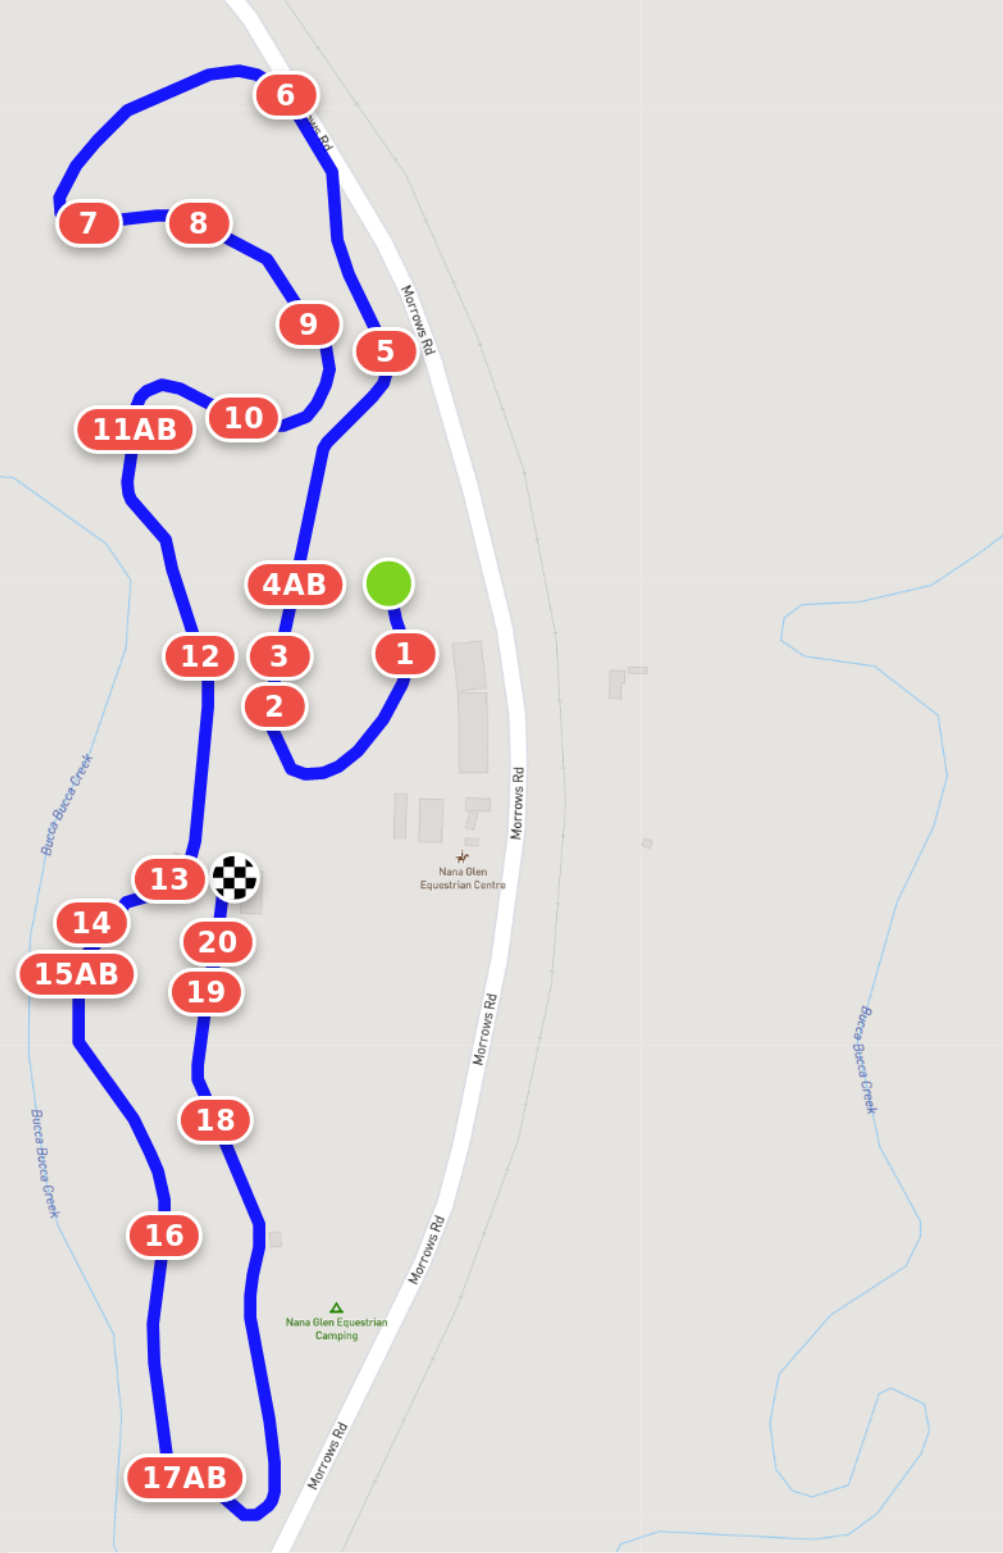 6
ws Rd
7
8
Morrows Rd
9
5
10
11AB
4AB
1
12
3
2
Bucca Bucca Creek
Morrows Rd
Nana Glen
Equestrian Centre
13
14
20
15AB
19
Morrows Rd
Bucca Bucca Creek
18
Bucca Bucca Creek
16
Morrows Rd
Nana Glen Equestrian
Camping
Morrows Rd
17AB